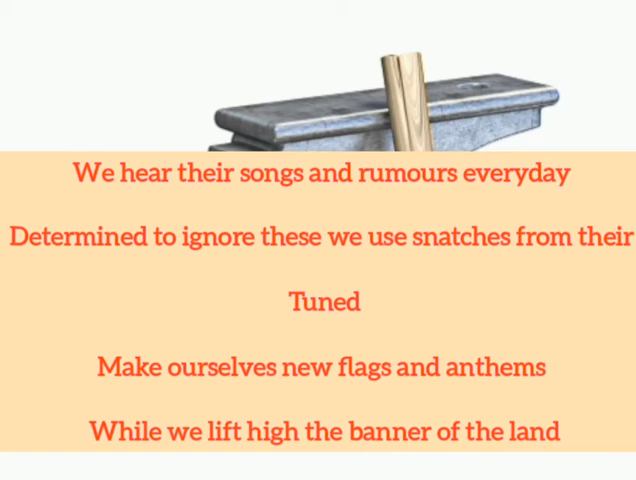 We hear their songs and rumours everyday
Determined to ignore these we use snatches from their
Tuned
Make ourselves new flags and anthems
While we lift high the banner of the land